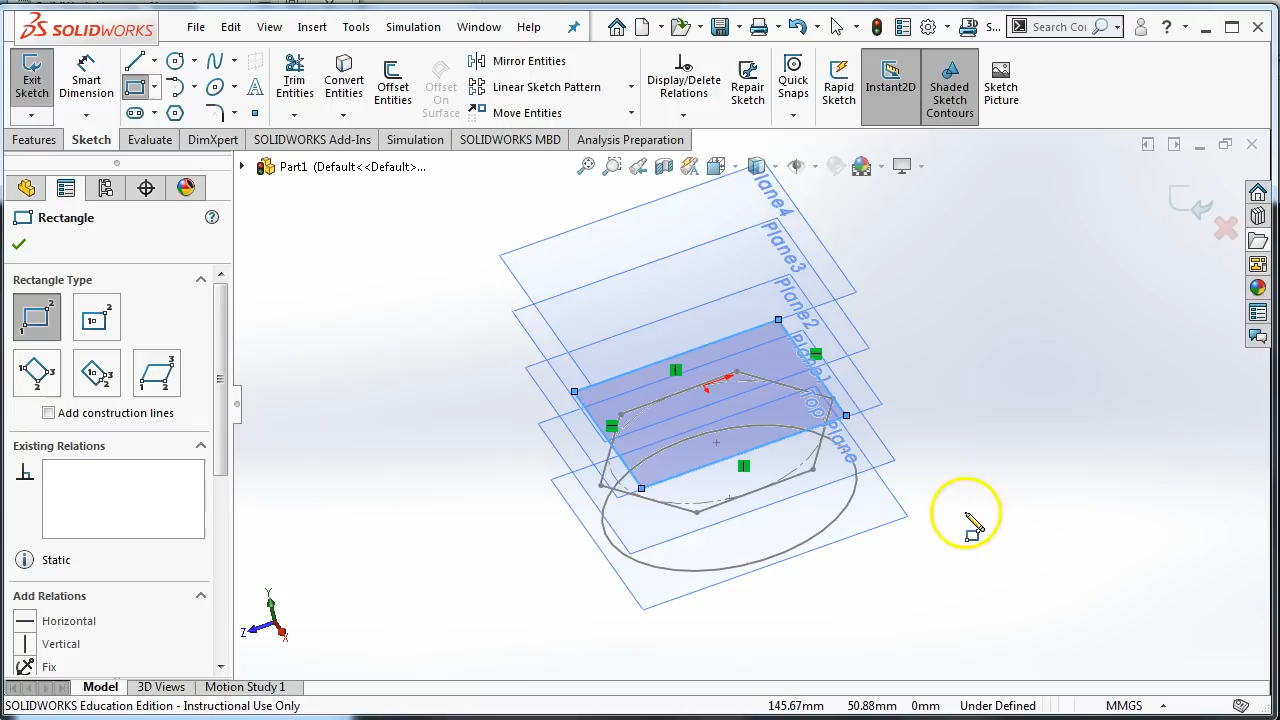 SOLIDWORKS
File Edit View Insert Tools Simulation Window Help
S...
Search Co
Exit Sketch
Smart Dimension
Trim Entities
Convert Entities
Offset Entities
Offset On Surface
Mirror Entities
Linear Sketch Pattern
Move Entities
Display/Delete Relations
Repair Sketch
Quick Snaps
Rapid Sketch
Instant2D
Shaded Sketch Contours
Sketch Picture
Features Sketch Evaluate DimXpert SOLIDWORKS Add-Ins Simulation SOLIDWORKS MBD Analysis Preparation
Part1 (Default<<Default>...
Rectangle
Rectangle Type
Add construction lines
Existing Relations
Static
Add Relations
Horizontal
Vertical
Fix
Plane4
Plane3
Plane2
Plane1
Top Plane
Y
Z
X
Model 3D Views Motion Study 1
SOLIDWORKS Education Edition - Instructional Use Only
145.67mm 50.88mm 0mm Under Defined MMGS